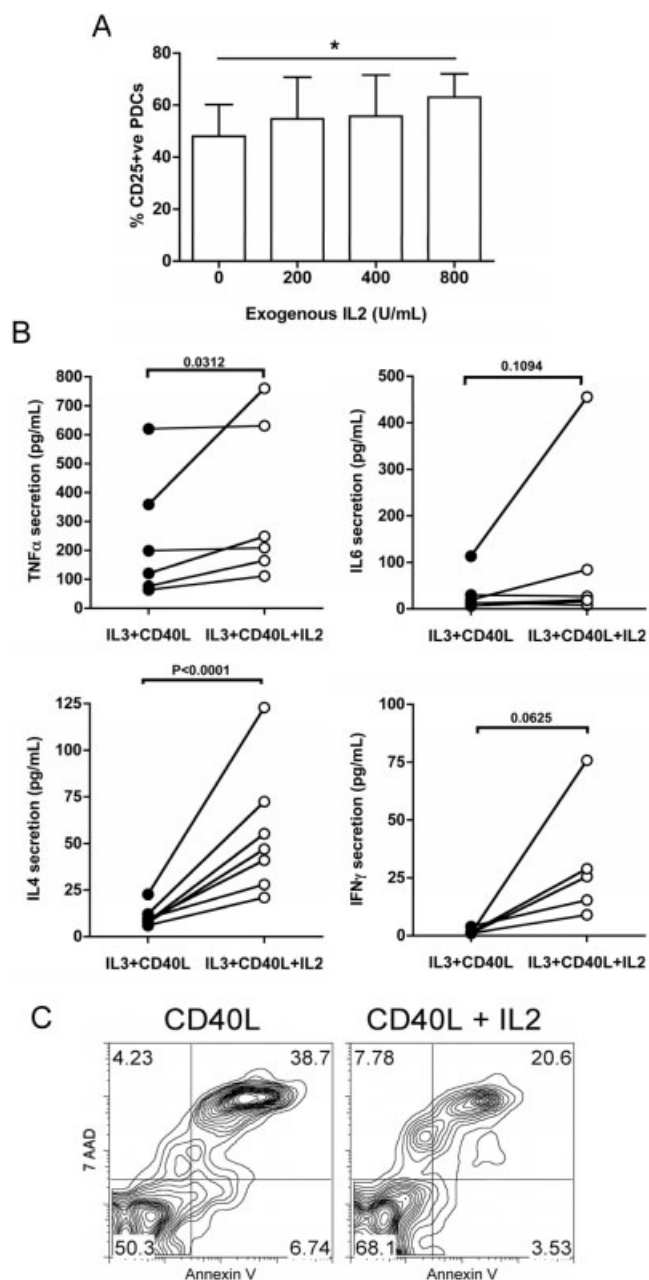 A
*
80
60
40
20
0
% CD25+ve PDCs
0 200 400 800
Exogenous IL2 (U/mL)
B
0.0312
800
700
600
500
400
300
200
100
0
TNFα secretion (pg/mL)
IL3+CD40L IL3+CD40L+IL2
0.1094
500
400
300
200
100
0
IL6 secretion (pg/mL)
IL3+CD40L IL3+CD40L+IL2
P<0.0001
125
100
75
50
25
0
IL4 secretion (pg/mL)
IL3+CD40L IL3+CD40L+IL2
0.0625
100
75
50
25
0
IFNγ secretion (pg/mL)
IL3+CD40L IL3+CD40L+IL2
C
CD40L
4.23 38.7
7 AAD
50.3 6.74
Annexin V
CD40L + IL2
7.78 20.6
68.1 3.53
Annexin V